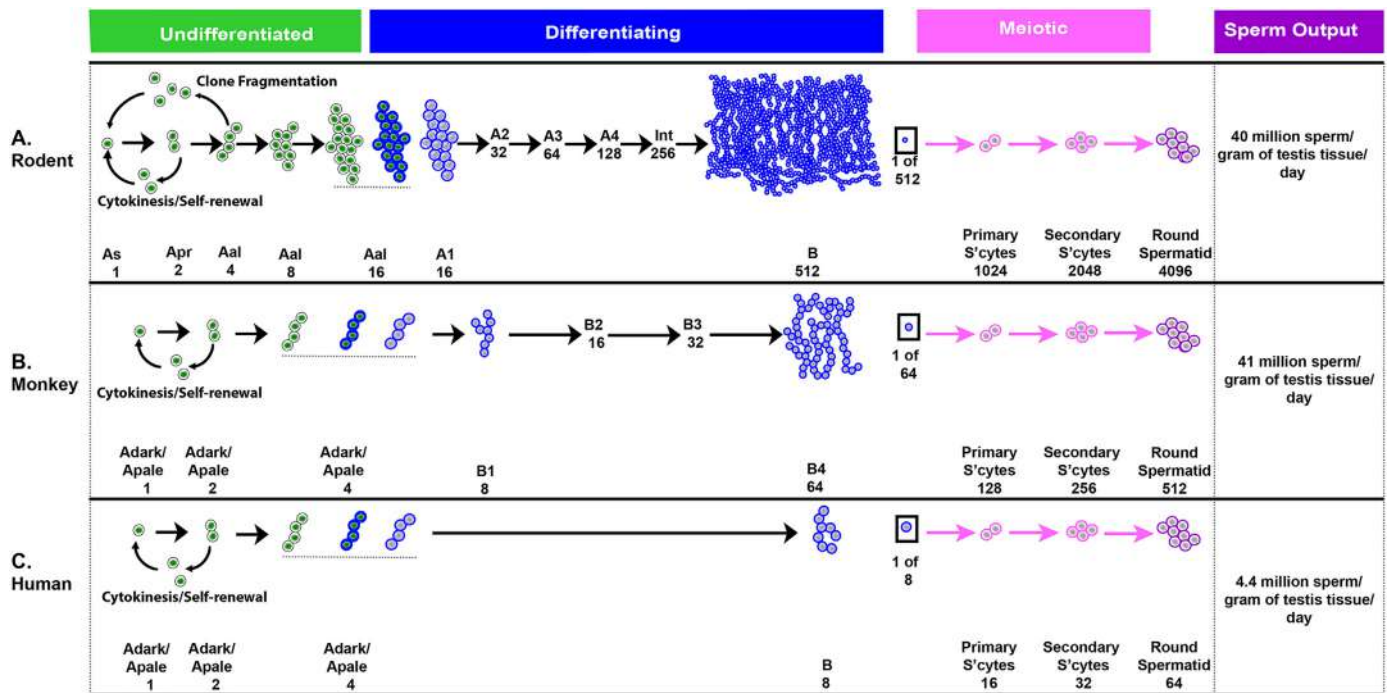 Undifferentiated
Differentiating
Meiotic
Sperm Output
A.
Rodent
Clone Fragmentation
Cytokinesis/Self-renewal
A2
32
A3
64
A4
128
Int
256
1 of
512
40 million sperm/
gram of testis tissue/
day
As
1
Apr
2
Aal
4
Aal
8
Aal
16
A1
16
B
512
Primary
S'cytes
1024
Secondary
S'cytes
2048
Round
Spermatid
4096
B.
Monkey
Cytokinesis/Self-renewal
B2
16
B3
32
1 of
64
41 million sperm/
gram of testis tissue/
day
Adark/
Apale
1
Adark/
Apale
2
Adark/
Apale
4
B1
8
B4
64
Primary
S'cytes
128
Secondary
S'cytes
256
Round
Spermatid
512
C.
Human
Cytokinesis/Self-renewal
1 of
8
4.4 million sperm/
gram of testis tissue/
day
Adark/
Apale
1
Adark/
Apale
2
Adark/
Apale
4
B
8
Primary
S'cytes
16
Secondary
S'cytes
32
Round
Spermatid
64